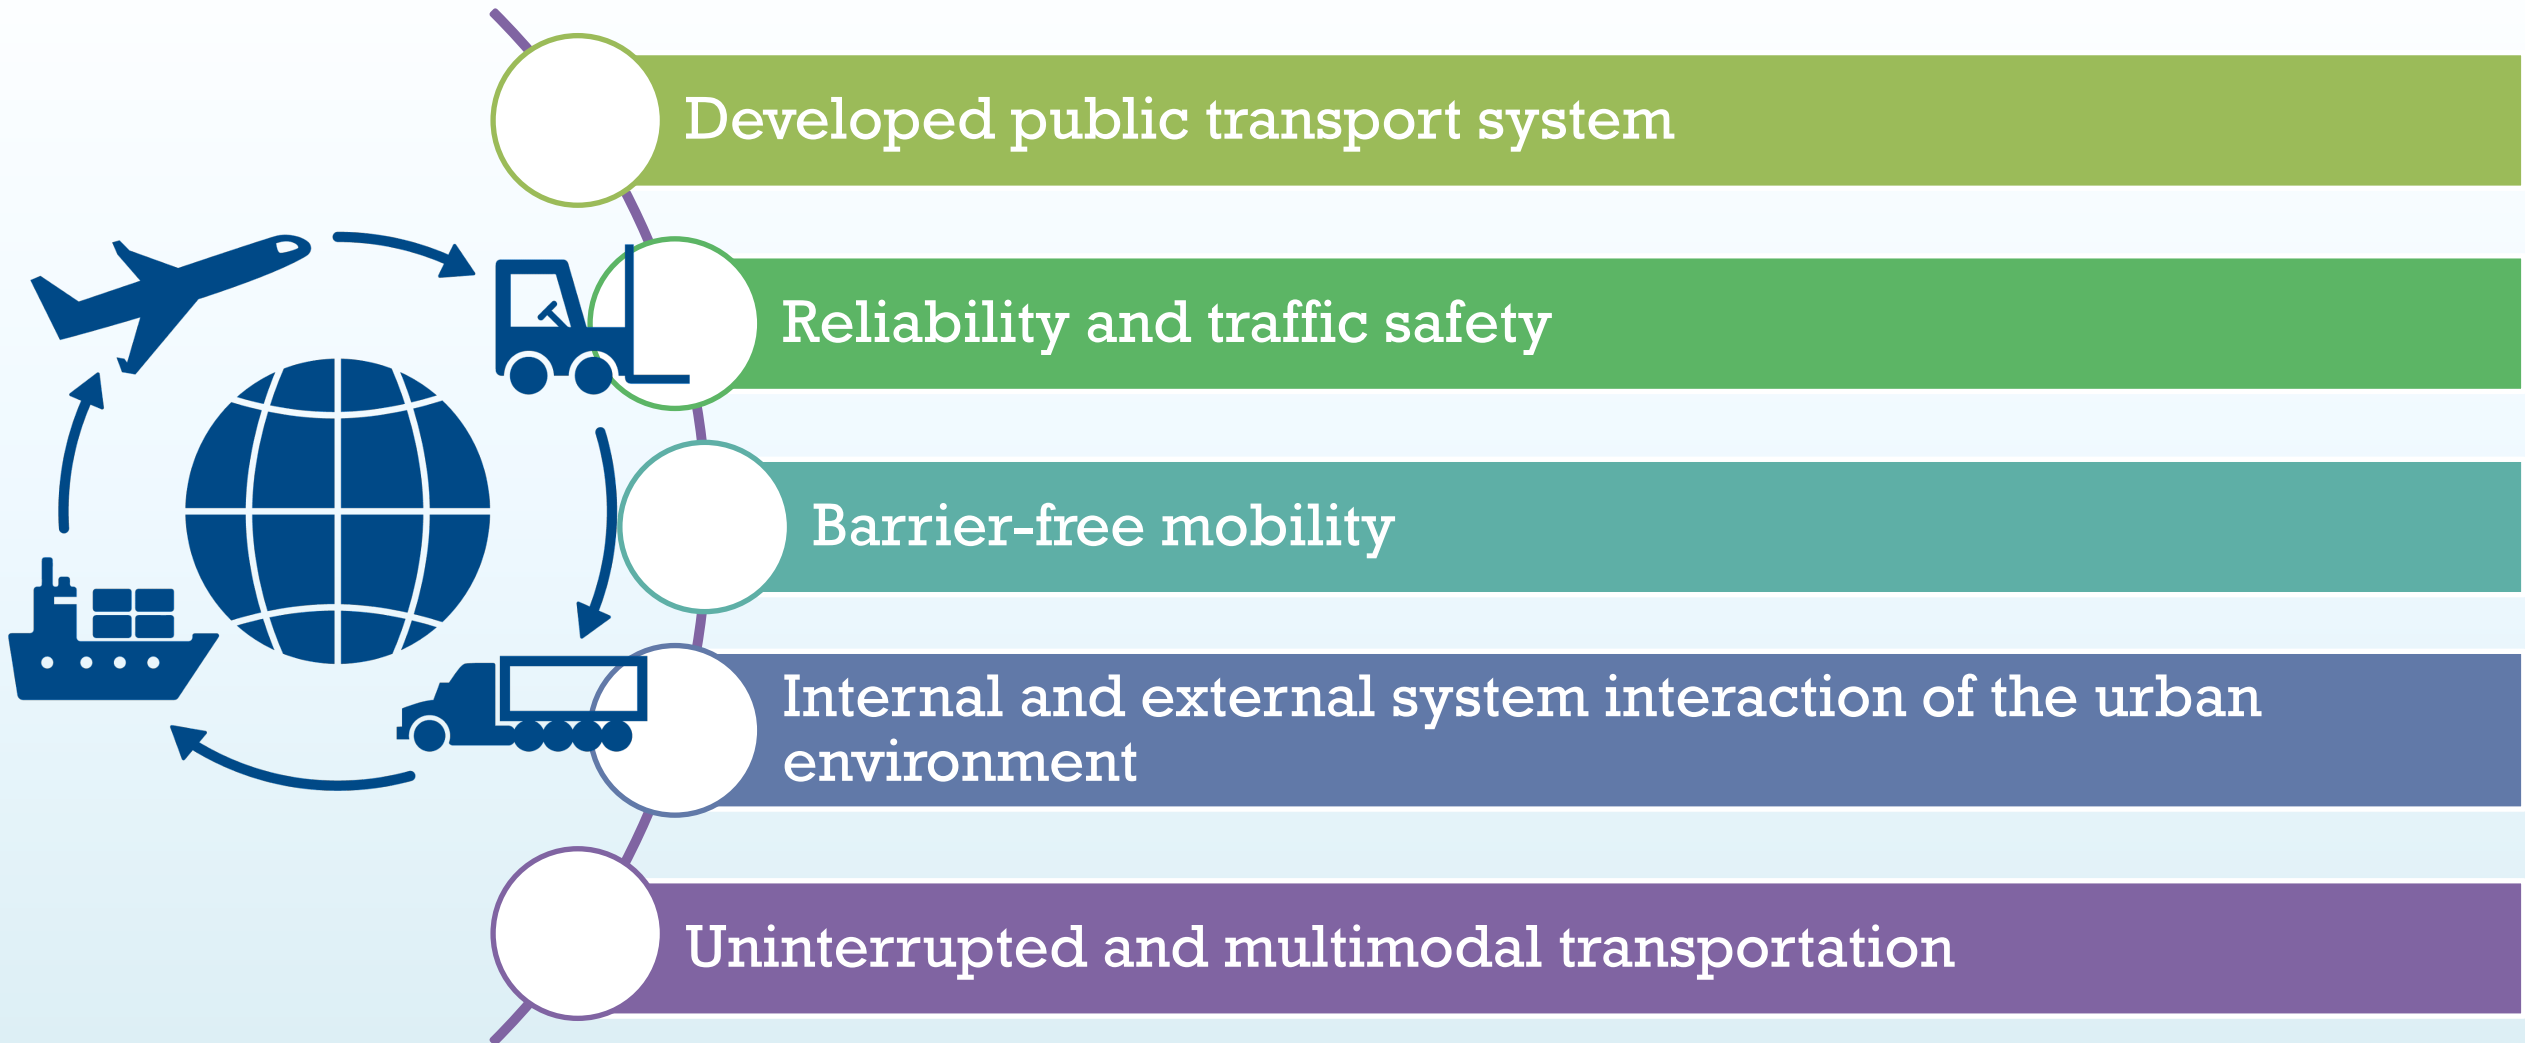 Developed public transport system
Reliability and traffic safety
Barrier-free mobility
Internal and external system interaction of the urban
environment
Uninterrupted and multimodal transportation